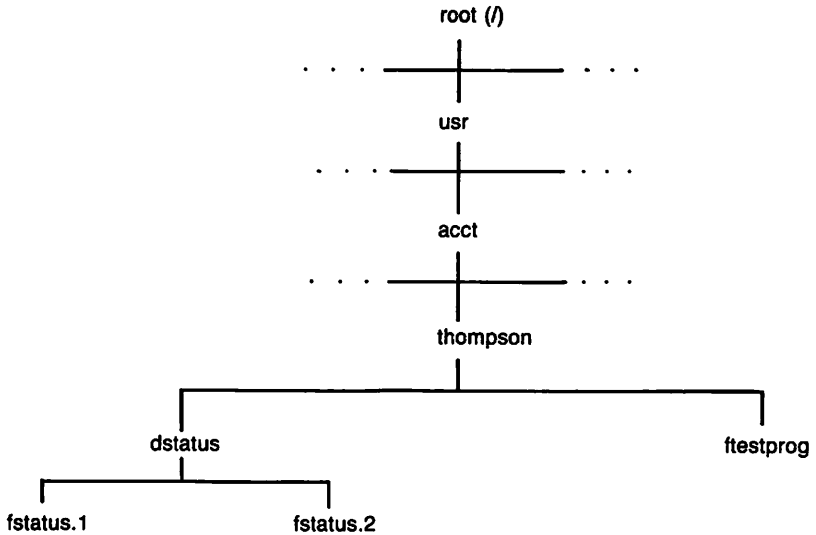 root (/)
usr
acct
thompson
dstatus
ftestprog
fstatus.1
fstatus.2